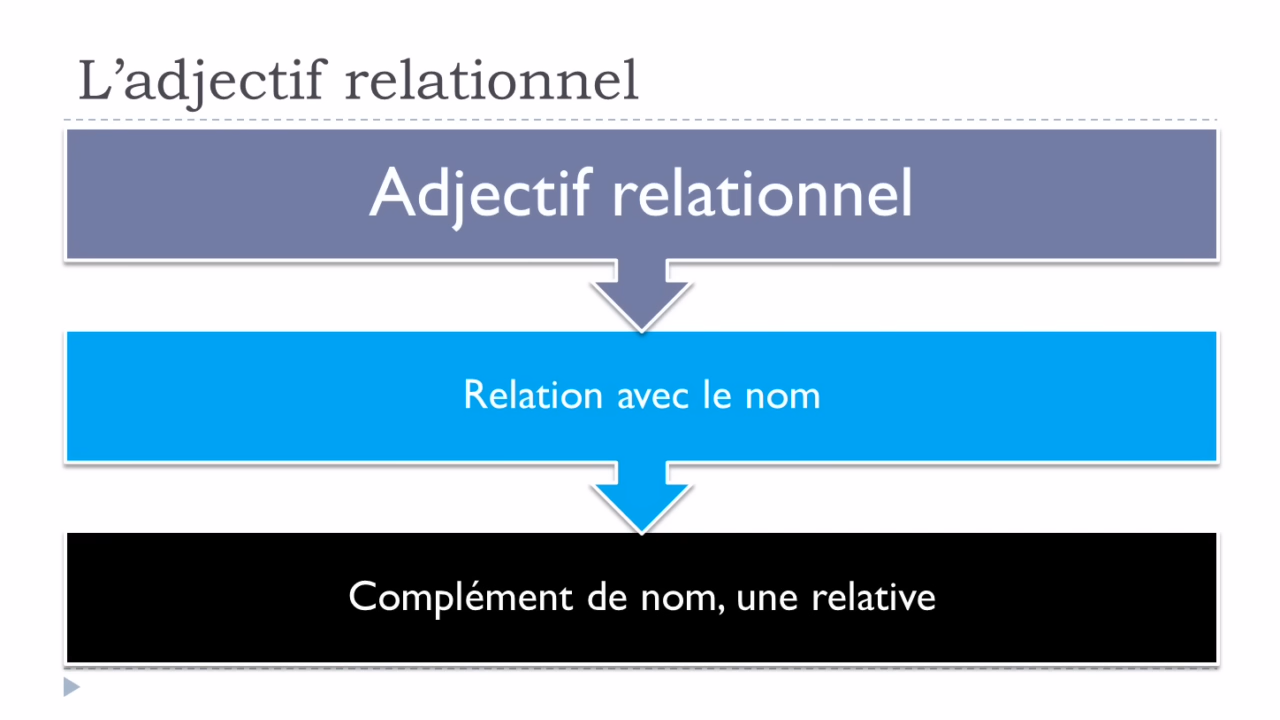 L’adjectif relationnel
Adjectif relationnel
Relation avec le nom
Complément de nom, une relative